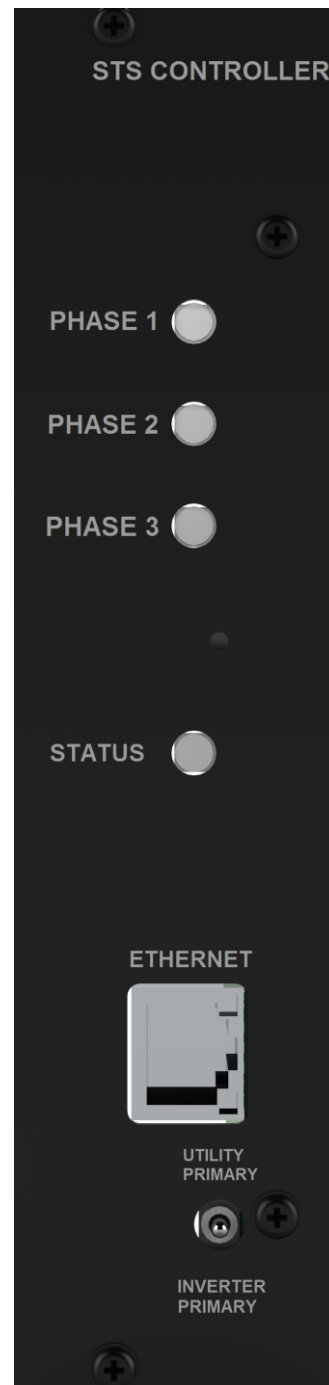 STS CONTROLLER
PHASE 1
PHASE 2
PHASE 3
STATUS
ETHERNET
UTILITY
PRIMARY
INVERTER
PRIMARY